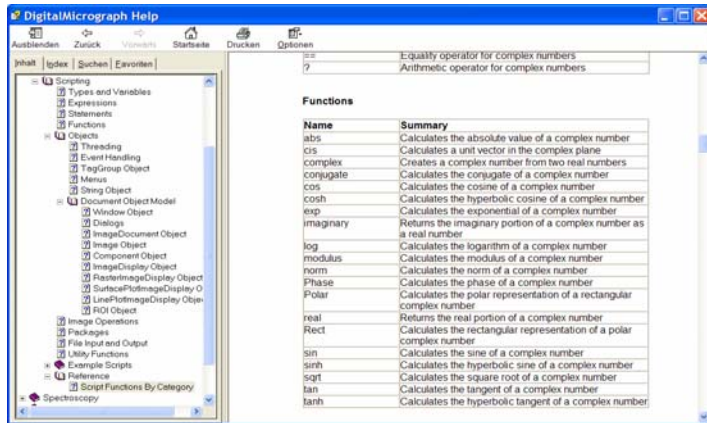 DigitalMicrograph Help
Ausblenden Zurück Vorwärts Startseite Drucken Optionen
Inhalt Index Suchen Favoriten
Scripting
Types and Variables
Expressions
Statements
Functions
Objects
Threading
Event Handling
TagGroup Object
Menus
String Object
Document Object Model
Window Object
Dialogs
ImageDocument Object
Image Object
Component Object
ImageDisplay Object
RasterImageDisplay Object
SurfacePlotImageDisplay O
LinePlotImageDisplay Objec
ROI Object
Image Operations
Packages
File Input and Output
Utility Functions
Example Scripts
Reference
Script Functions By Category
Spectroscopy
== Equality operator for complex numbers
? Arithmetic operator for complex numbers
Functions
Name Summary
abs Calculates the absolute value of a complex number
cis Calculates a unit vector in the complex plane
complex Creates a complex number from two real numbers
conjugate Calculates the conjugate of a complex number
cos Calculates the cosine of a complex number
cosh Calculates the hyperbolic cosine of a complex number
exp Calculates the exponential of a complex number
imaginary Returns the imaginary portion of a complex number as
a real number
log Calculates the logarithm of a complex number
modulus Calculates the modulus of a complex number
norm Calculates the norm of a complex number
Phase Calculates the phase of a complex number
Polar Calculates the polar representation of a rectangular
complex number
real Returns the real portion of a complex number
Rect Calculates the rectangular representation of a polar
complex number
sin Calculates the sine of a complex number
sinh Calculates the hyperbolic sine of a complex number
sqrt Calculates the square root of a complex number
tan Calculates the tangent of a complex number
tanh Calculates the hyperbolic tangent of a complex number